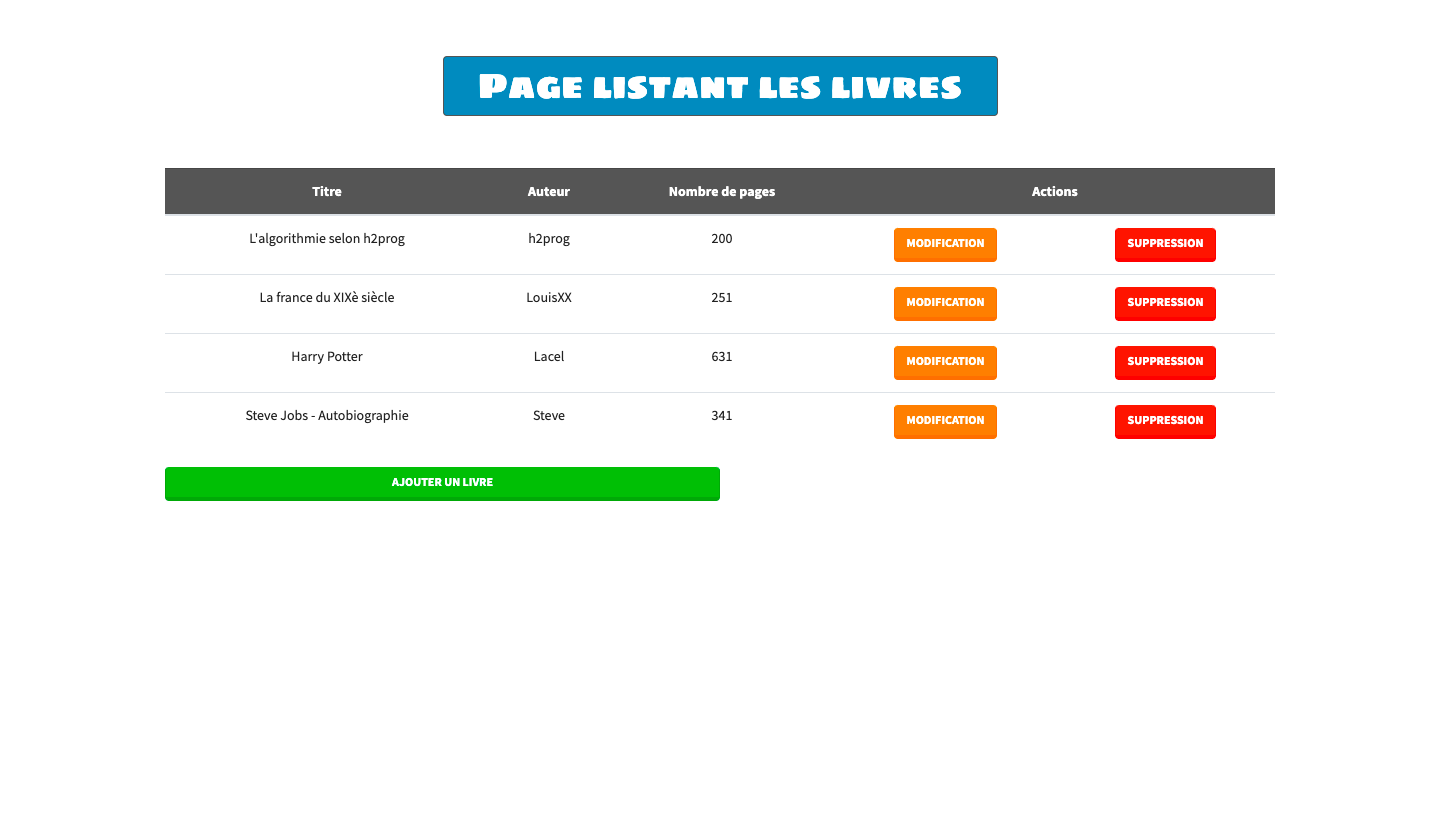 Page listant les livres
Titre Auteur Nombre de pages Actions
L'algorithmie selon h2prog h2prog 200 MODIFICATION SUPPRESSION
La france du XIXè siècle LouisXX 251 MODIFICATION SUPPRESSION
Harry Potter Lacel 631 MODIFICATION SUPPRESSION
Steve Jobs - Autobiographie Steve 341 MODIFICATION SUPPRESSION
AJOUTER UN LIVRE